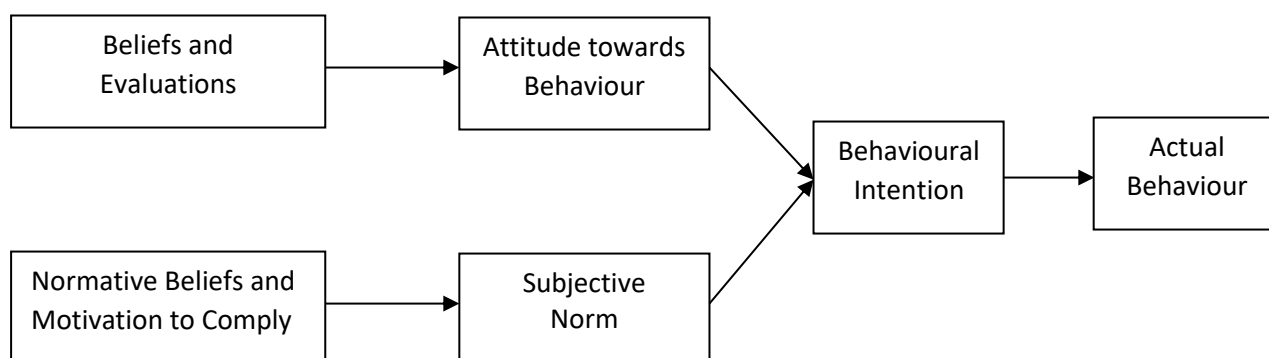 Beliefs and
Evaluations
Attitude towards
Behaviour
Behavioural
Intention
Actual
Behaviour
Normative Beliefs and
Motivation to Comply
Subjective
Norm